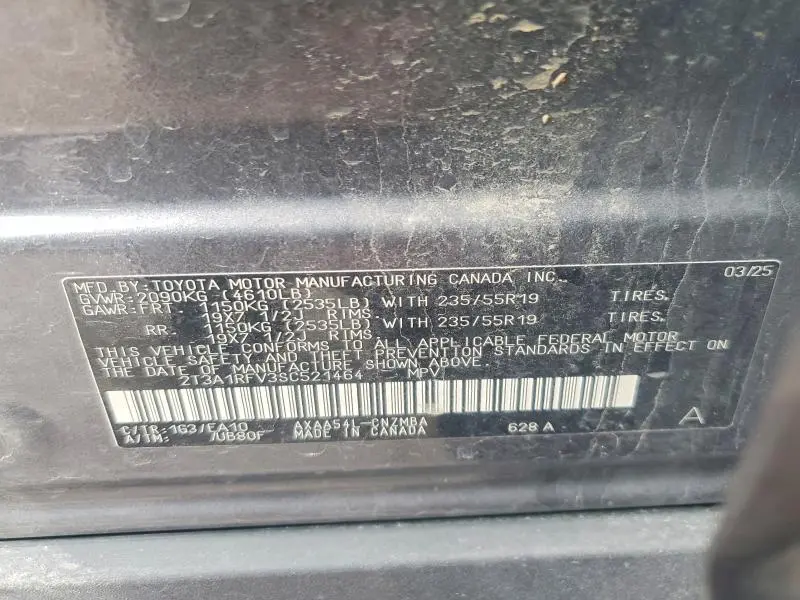 MFD.BY:TOYOTA MOTOR MANUFACTURING CANADA INC. 03/25
GVWR:2090KG (4610LB)
GAWR:FRT 1150KG (2535LB) WITH 235/55R19 TIRES.
19X7 1/2J RIMS
RR 1150KG (2535LB) WITH 235/55R19 TIRES.
19X7 1/2J RIMS
THIS VEHICLE CONFORMS TO ALL APPLICABLE FEDERAL MOTOR
VEHICLE SAFETY AND THEFT PREVENTION STANDARDS IN EFFECT ON
THE DATE OF MANUFACTURE SHOWN ABOVE.
2T3A1RFV3SC521464 MPV
C/TR:1G3/EA10 AXAA54L-CNZMBA 628 A A
A/TM: /UB80F MADE IN CANADA